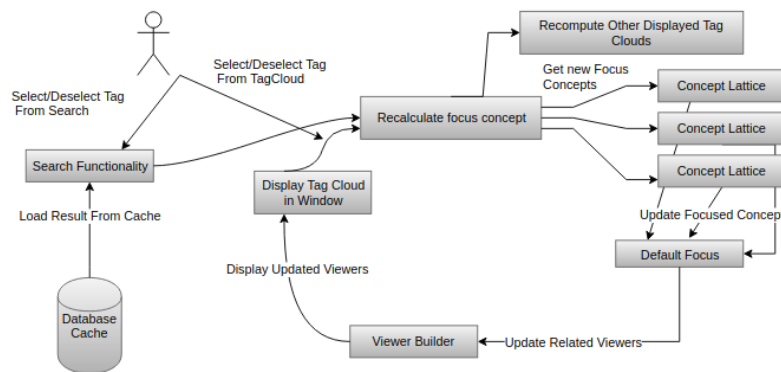 Recompute Other Displayed Tag
Clouds
Select/Deselect Tag
From TagCloud
Get new Focus
Concepts
Concept Lattice
Select/Deselect Tag
From Search
Recalculate focus concept
Concept Lattice
Search Functionality
Concept Lattice
Display Tag Cloud
in Window
Load Result From Cache
Update Focused Concep
Default Focus
Display Updated Viewers
Database
Cache
Viewer Builder
Update Related Viewers